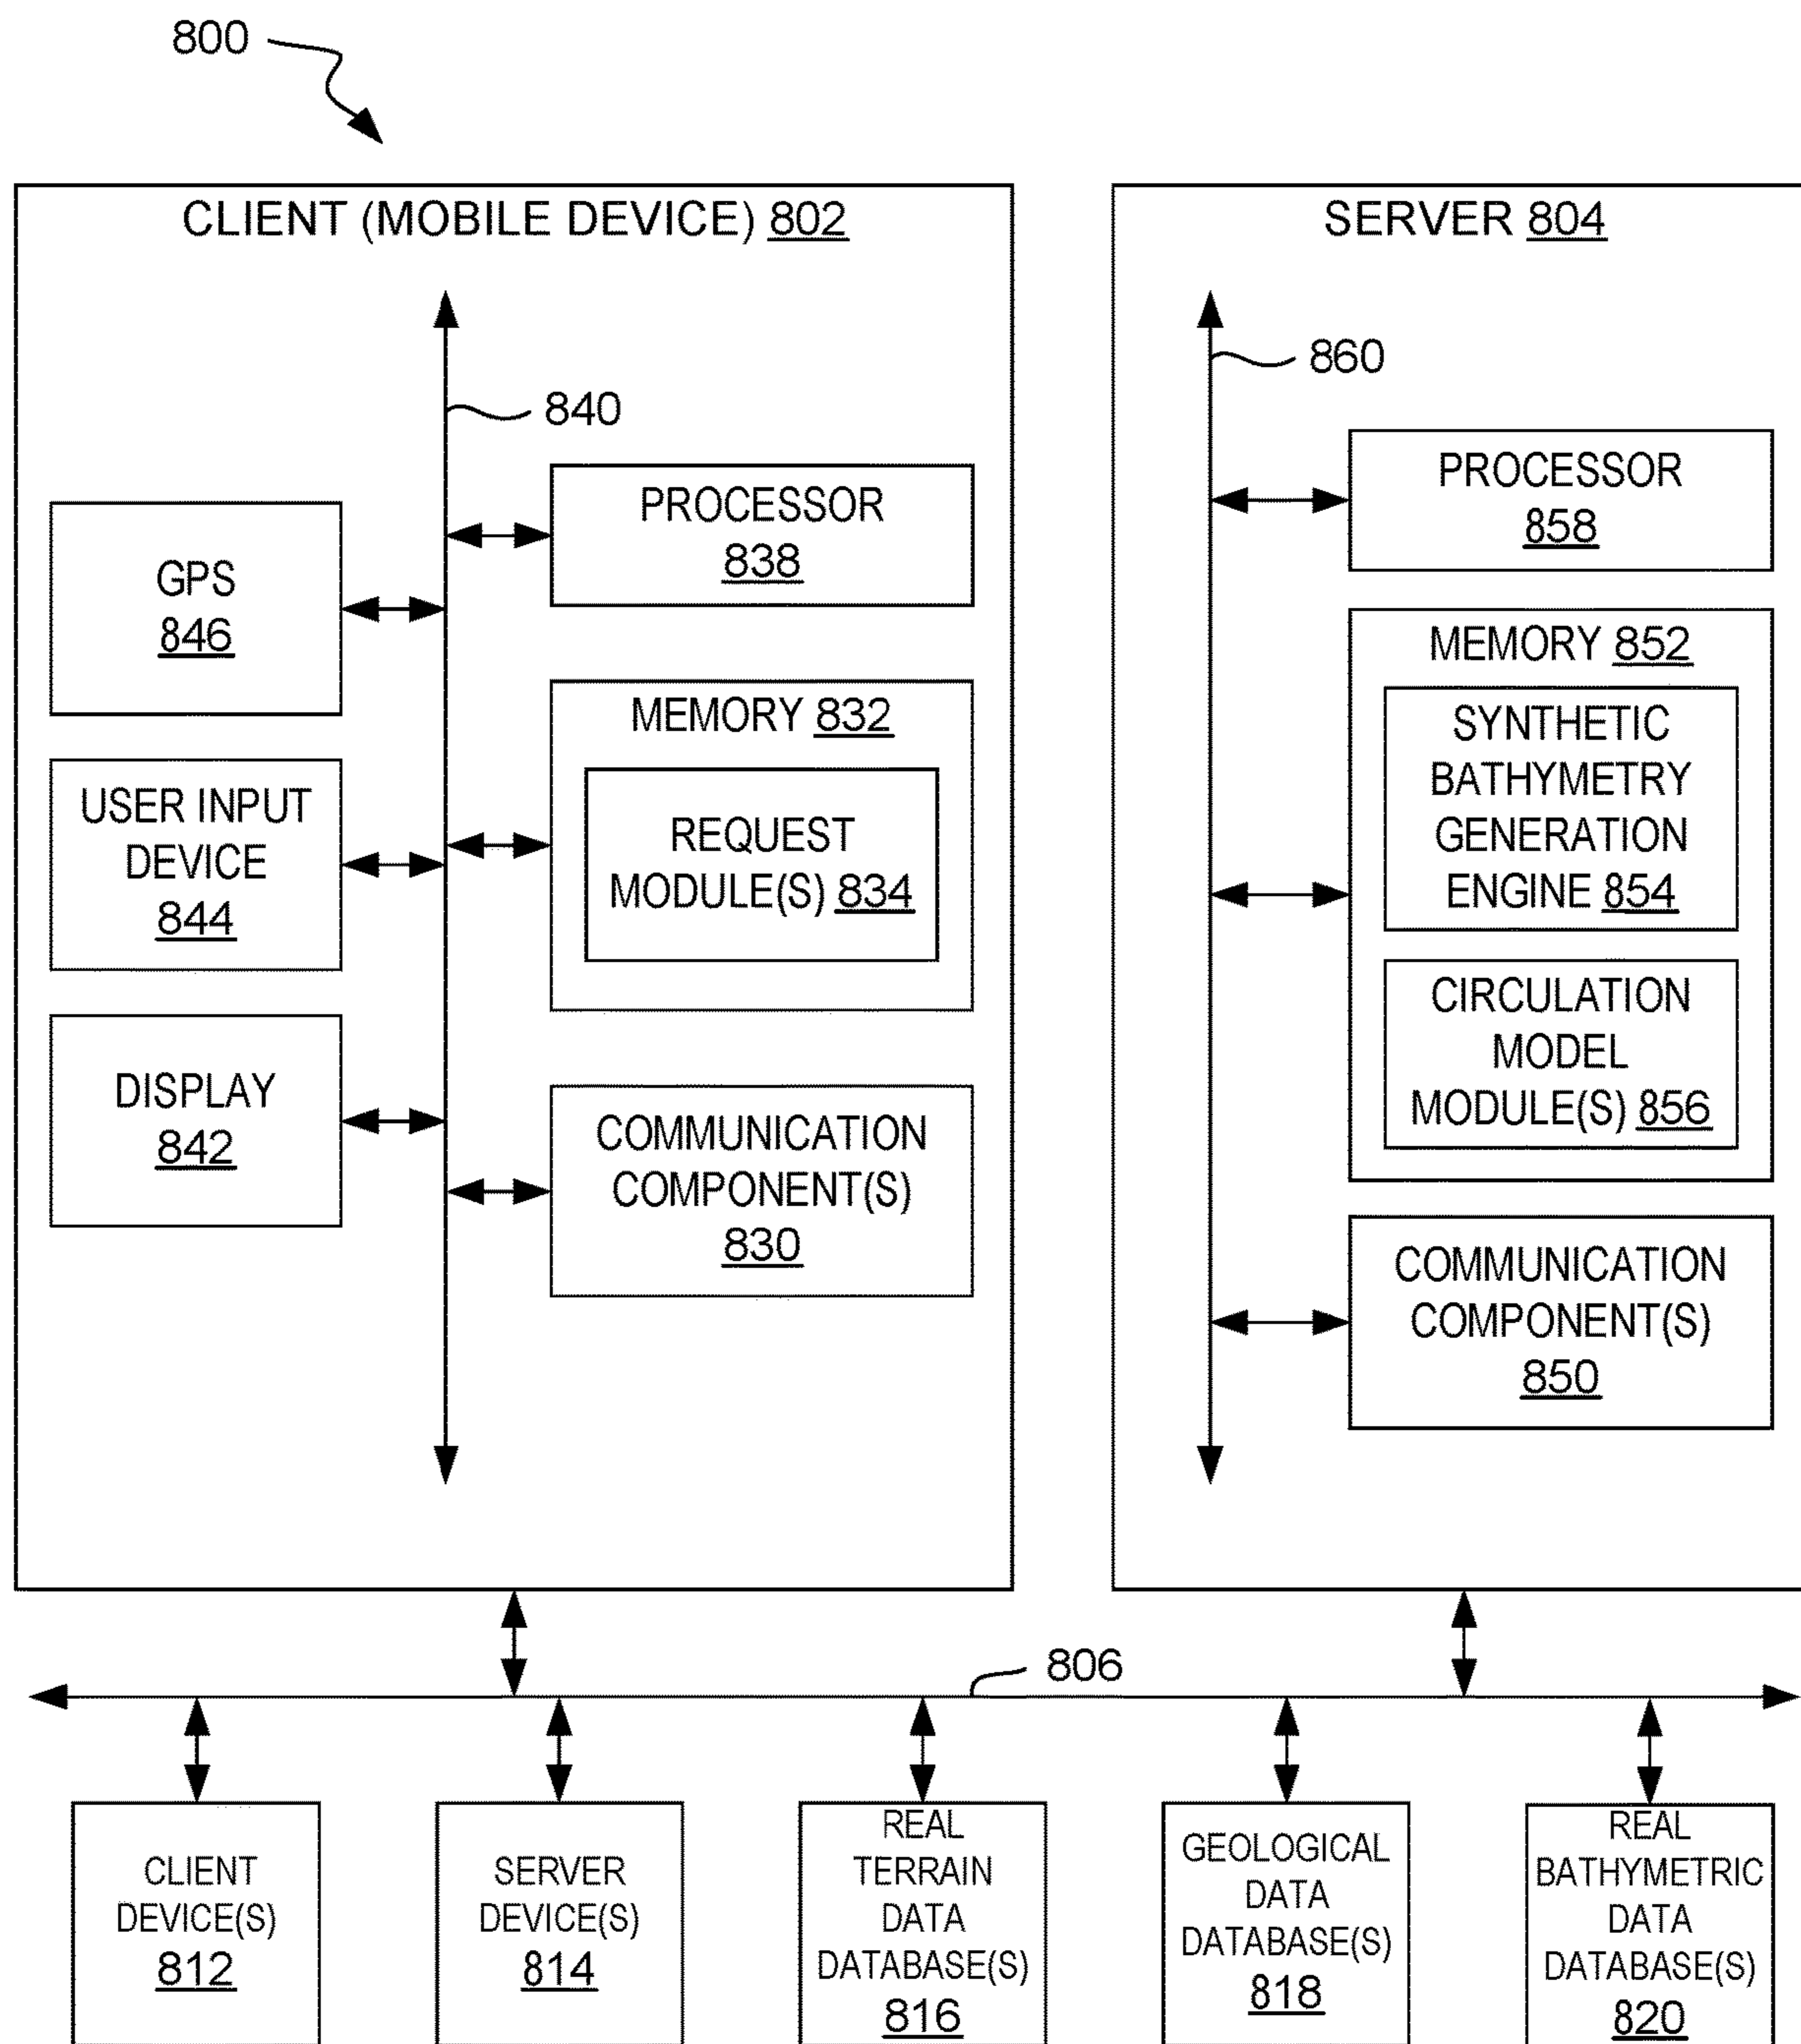 800
CLIENT (MOBILE DEVICE) 802
840
GPS
846
USER INPUT
DEVICE
844
DISPLAY
842
PROCESSOR
838
MEMORY 832
REQUEST
MODULE(S) 834
COMMUNICATION
COMPONENT(S)
830
SERVER 804
860
PROCESSOR
858
MEMORY 852
SYNTHETIC
BATHYMETRY
GENERATION
ENGINE 854
CIRCULATION
MODEL
MODULE(S) 856
COMMUNICATION
COMPONENT(S)
850
806
CLIENT
DEVICE(S)
812
SERVER
DEVICE(S)
814
REAL
TERRAIN
DATA
DATABASE(S)
816
GEOLOGICAL
DATA
DATABASE(S)
818
REAL
BATHYMETRIC
DATA
DATABASE(S)
820